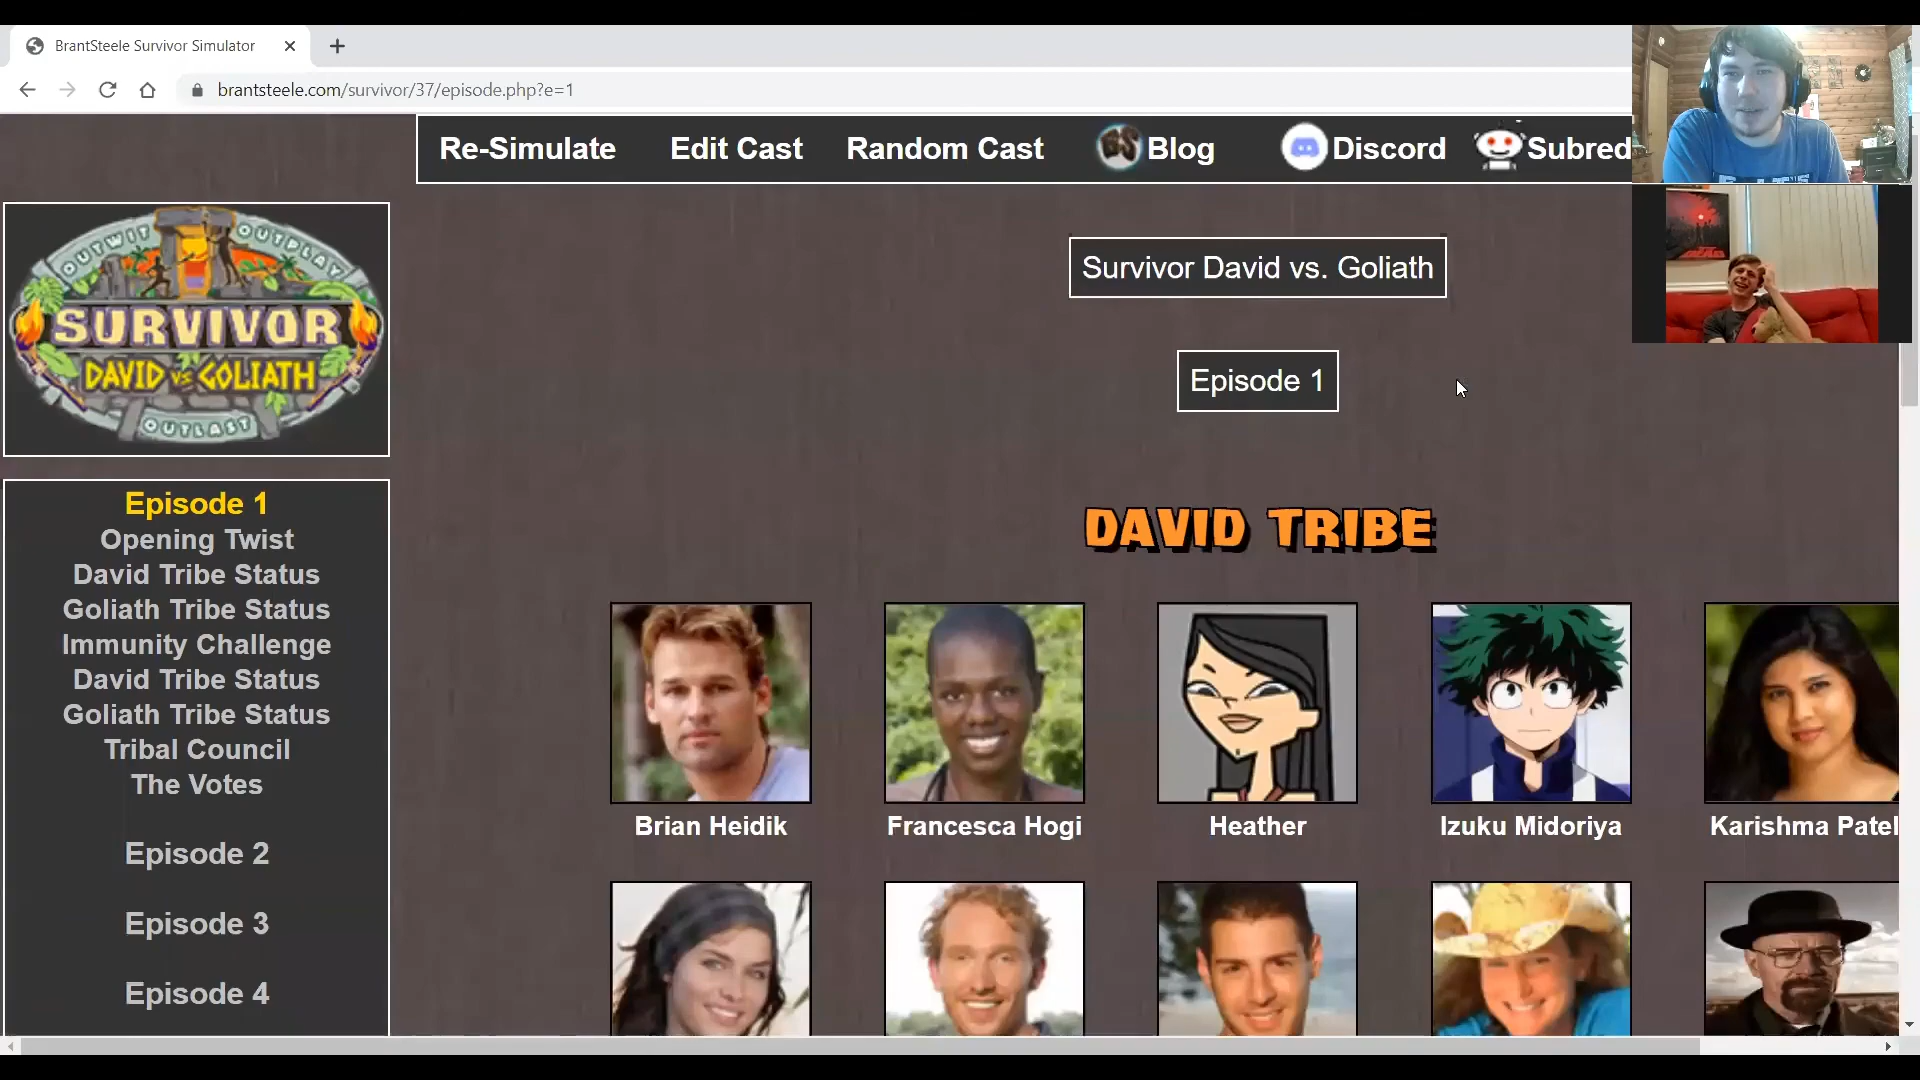 BrantSteele Survivor Simulator
brantsteele.com/survivor/37/episode.php?e=1
Re-Simulate Edit Cast Random Cast Blog Discord Subred
OUTWIT OUTPLAY
SURVIVOR
DAVID vs GOLIATH
OUTLAST
Survivor David vs. Goliath
Episode 1
Episode 1
Opening Twist
David Tribe Status
Goliath Tribe Status
Immunity Challenge
David Tribe Status
Goliath Tribe Status
Tribal Council
The Votes
Episode 2
Episode 3
Episode 4
DAVID TRIBE
Brian Heidik Francesca Hogi Heather Izuku Midoriya Karishma Patel